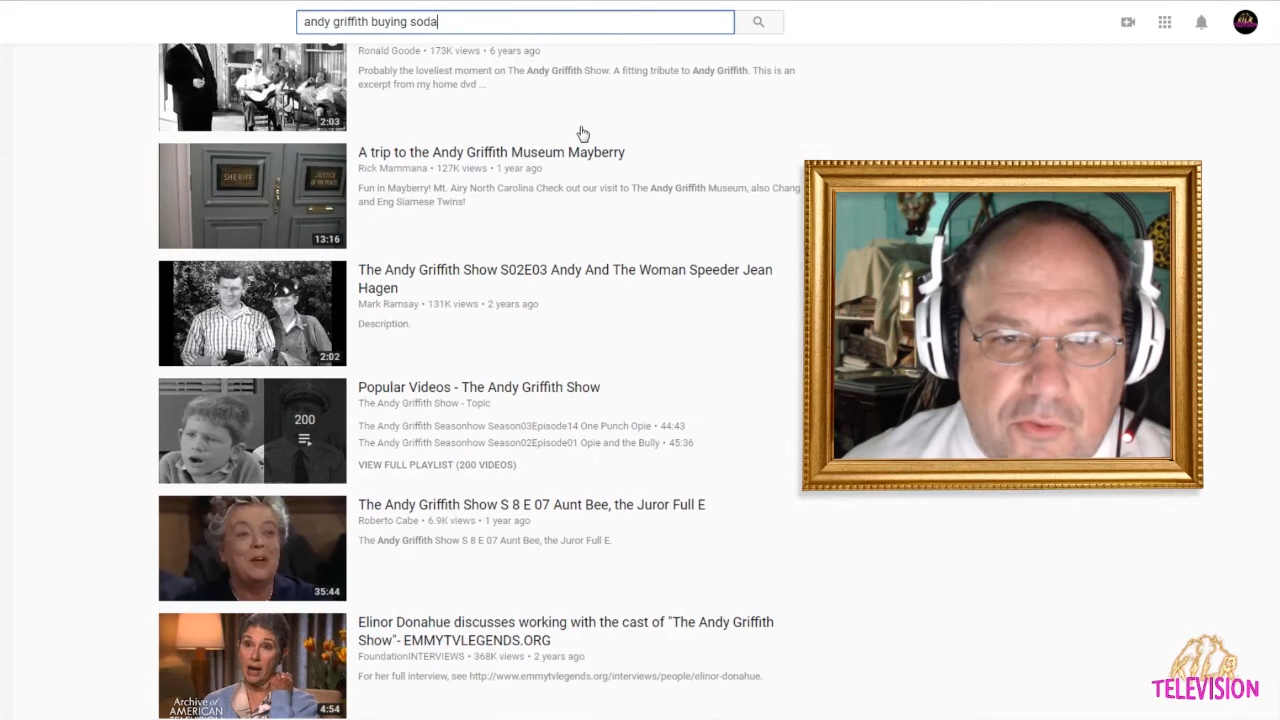 andy griffith buying soda
Ronald Goode • 173K views • 6 years ago
Probably the loveliest moment on The Andy Griffith Show. A fitting tribute to Andy Griffith. This is an
excerpt from my home dvd ...
2:03
A trip to the Andy Griffith Museum Mayberry
Rick Mammana • 127K views • 1 year ago
Fun in Mayberry! Mt. Airy North Carolina Check out our visit to The Andy Griffith Museum, also Chang
and Eng Siamese Twins!
SHERIFF
JUSTICE
OF THE PEACE
13:16
The Andy Griffith Show S02E03 Andy And The Woman Speeder Jean
Hagen
Mark Ramsay • 131K views • 2 years ago
Description.
2:02
Popular Videos - The Andy Griffith Show
The Andy Griffith Show - Topic
200
The Andy Griffith Seasonhow Season03Episode14 One Punch Opie • 44:43
The Andy Griffith Seasonhow Season02Episode01 Opie and the Bully • 45:36
VIEW FULL PLAYLIST (200 VIDEOS)
The Andy Griffith Show S 8 E 07 Aunt Bee, the Juror Full E
Roberto Cabe • 6.9K views • 1 year ago
The Andy Griffith Show S 8 E 07 Aunt Bee, the Juror Full E.
35:44
Elinor Donahue discusses working with the cast of "The Andy Griffith
Show"- EMMYTVLEGENDS.ORG
FoundationINTERVIEWS • 368K views • 2 years ago
For her full interview, see http://www.emmytvlegends.org/interviews/people/elinor-donahue.
Archive of
AMERICAN
TELEVISION
4:54
KILR
TELEVISION